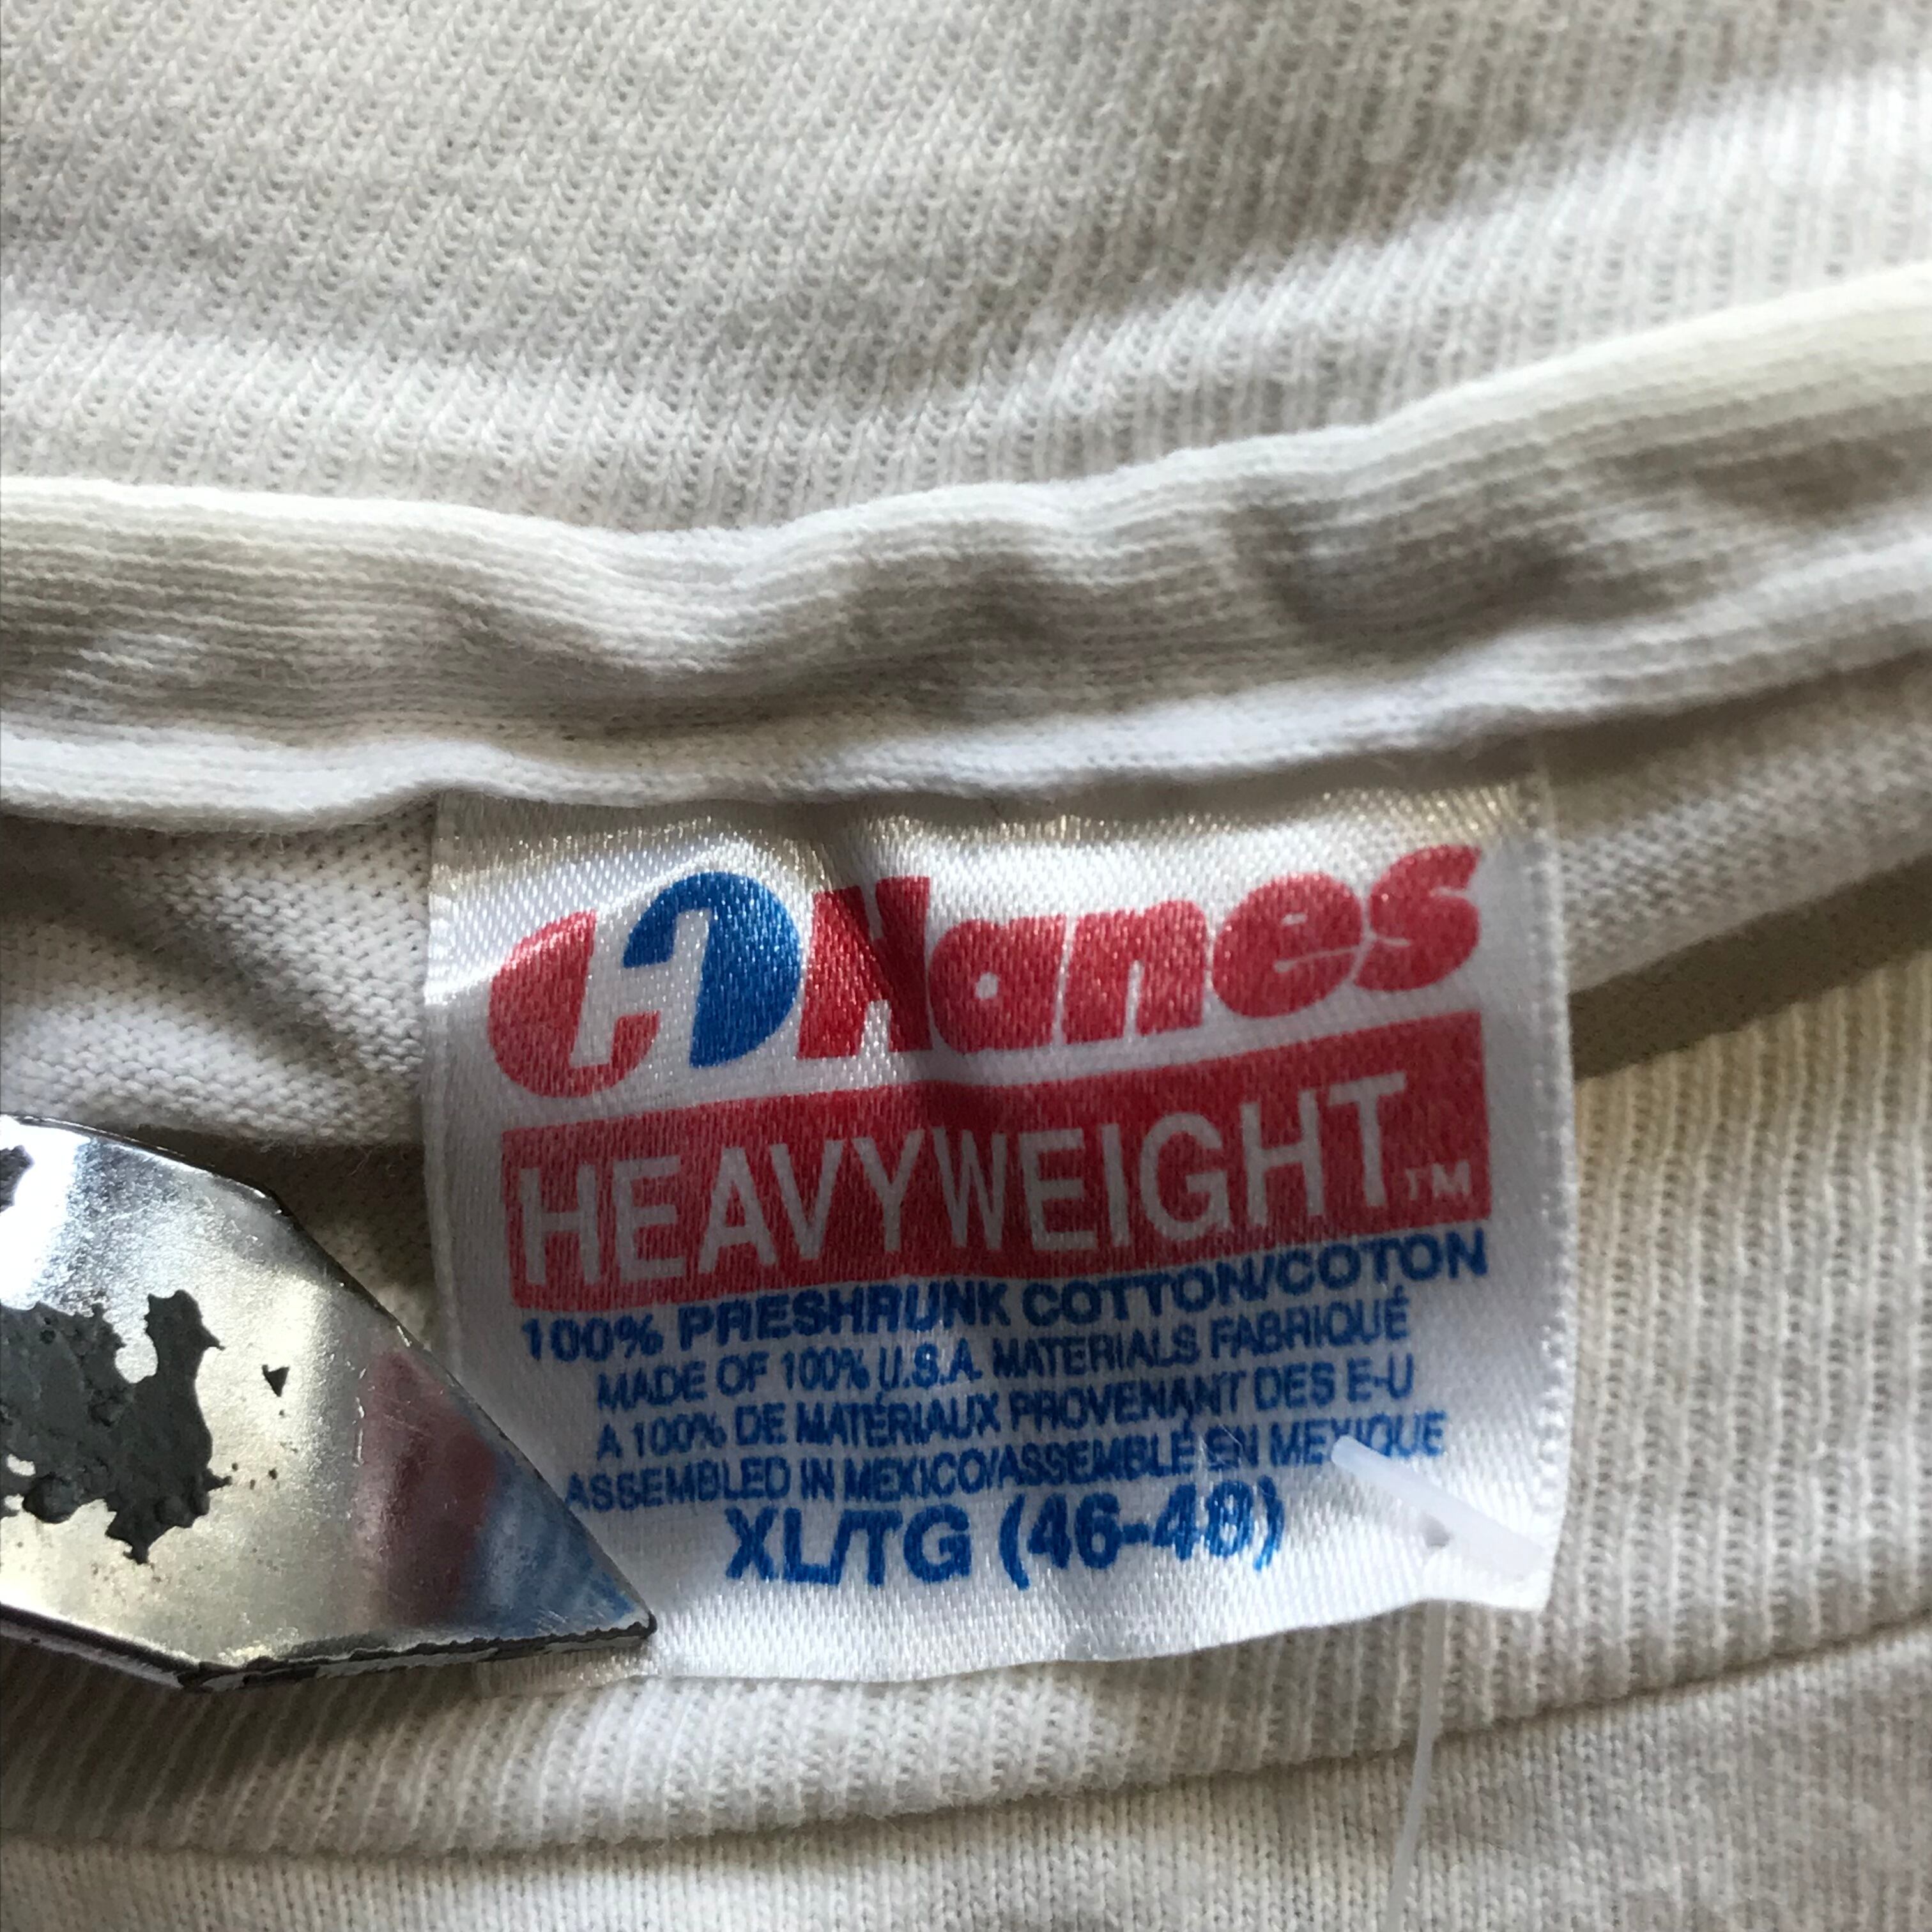 Hanes
HEAVYWEIGHT™
100% PRESHRUNK COTTON/COTON
MADE OF 100% U.S.A. MATERIALS FABRIQUÉ
A 100% DE MATÉRIAUX PROVENANT DES E-U
ASSEMBLED IN MEXICO/ASSEMBLÉ EN MEXIQUE
XL/TG (46-48)